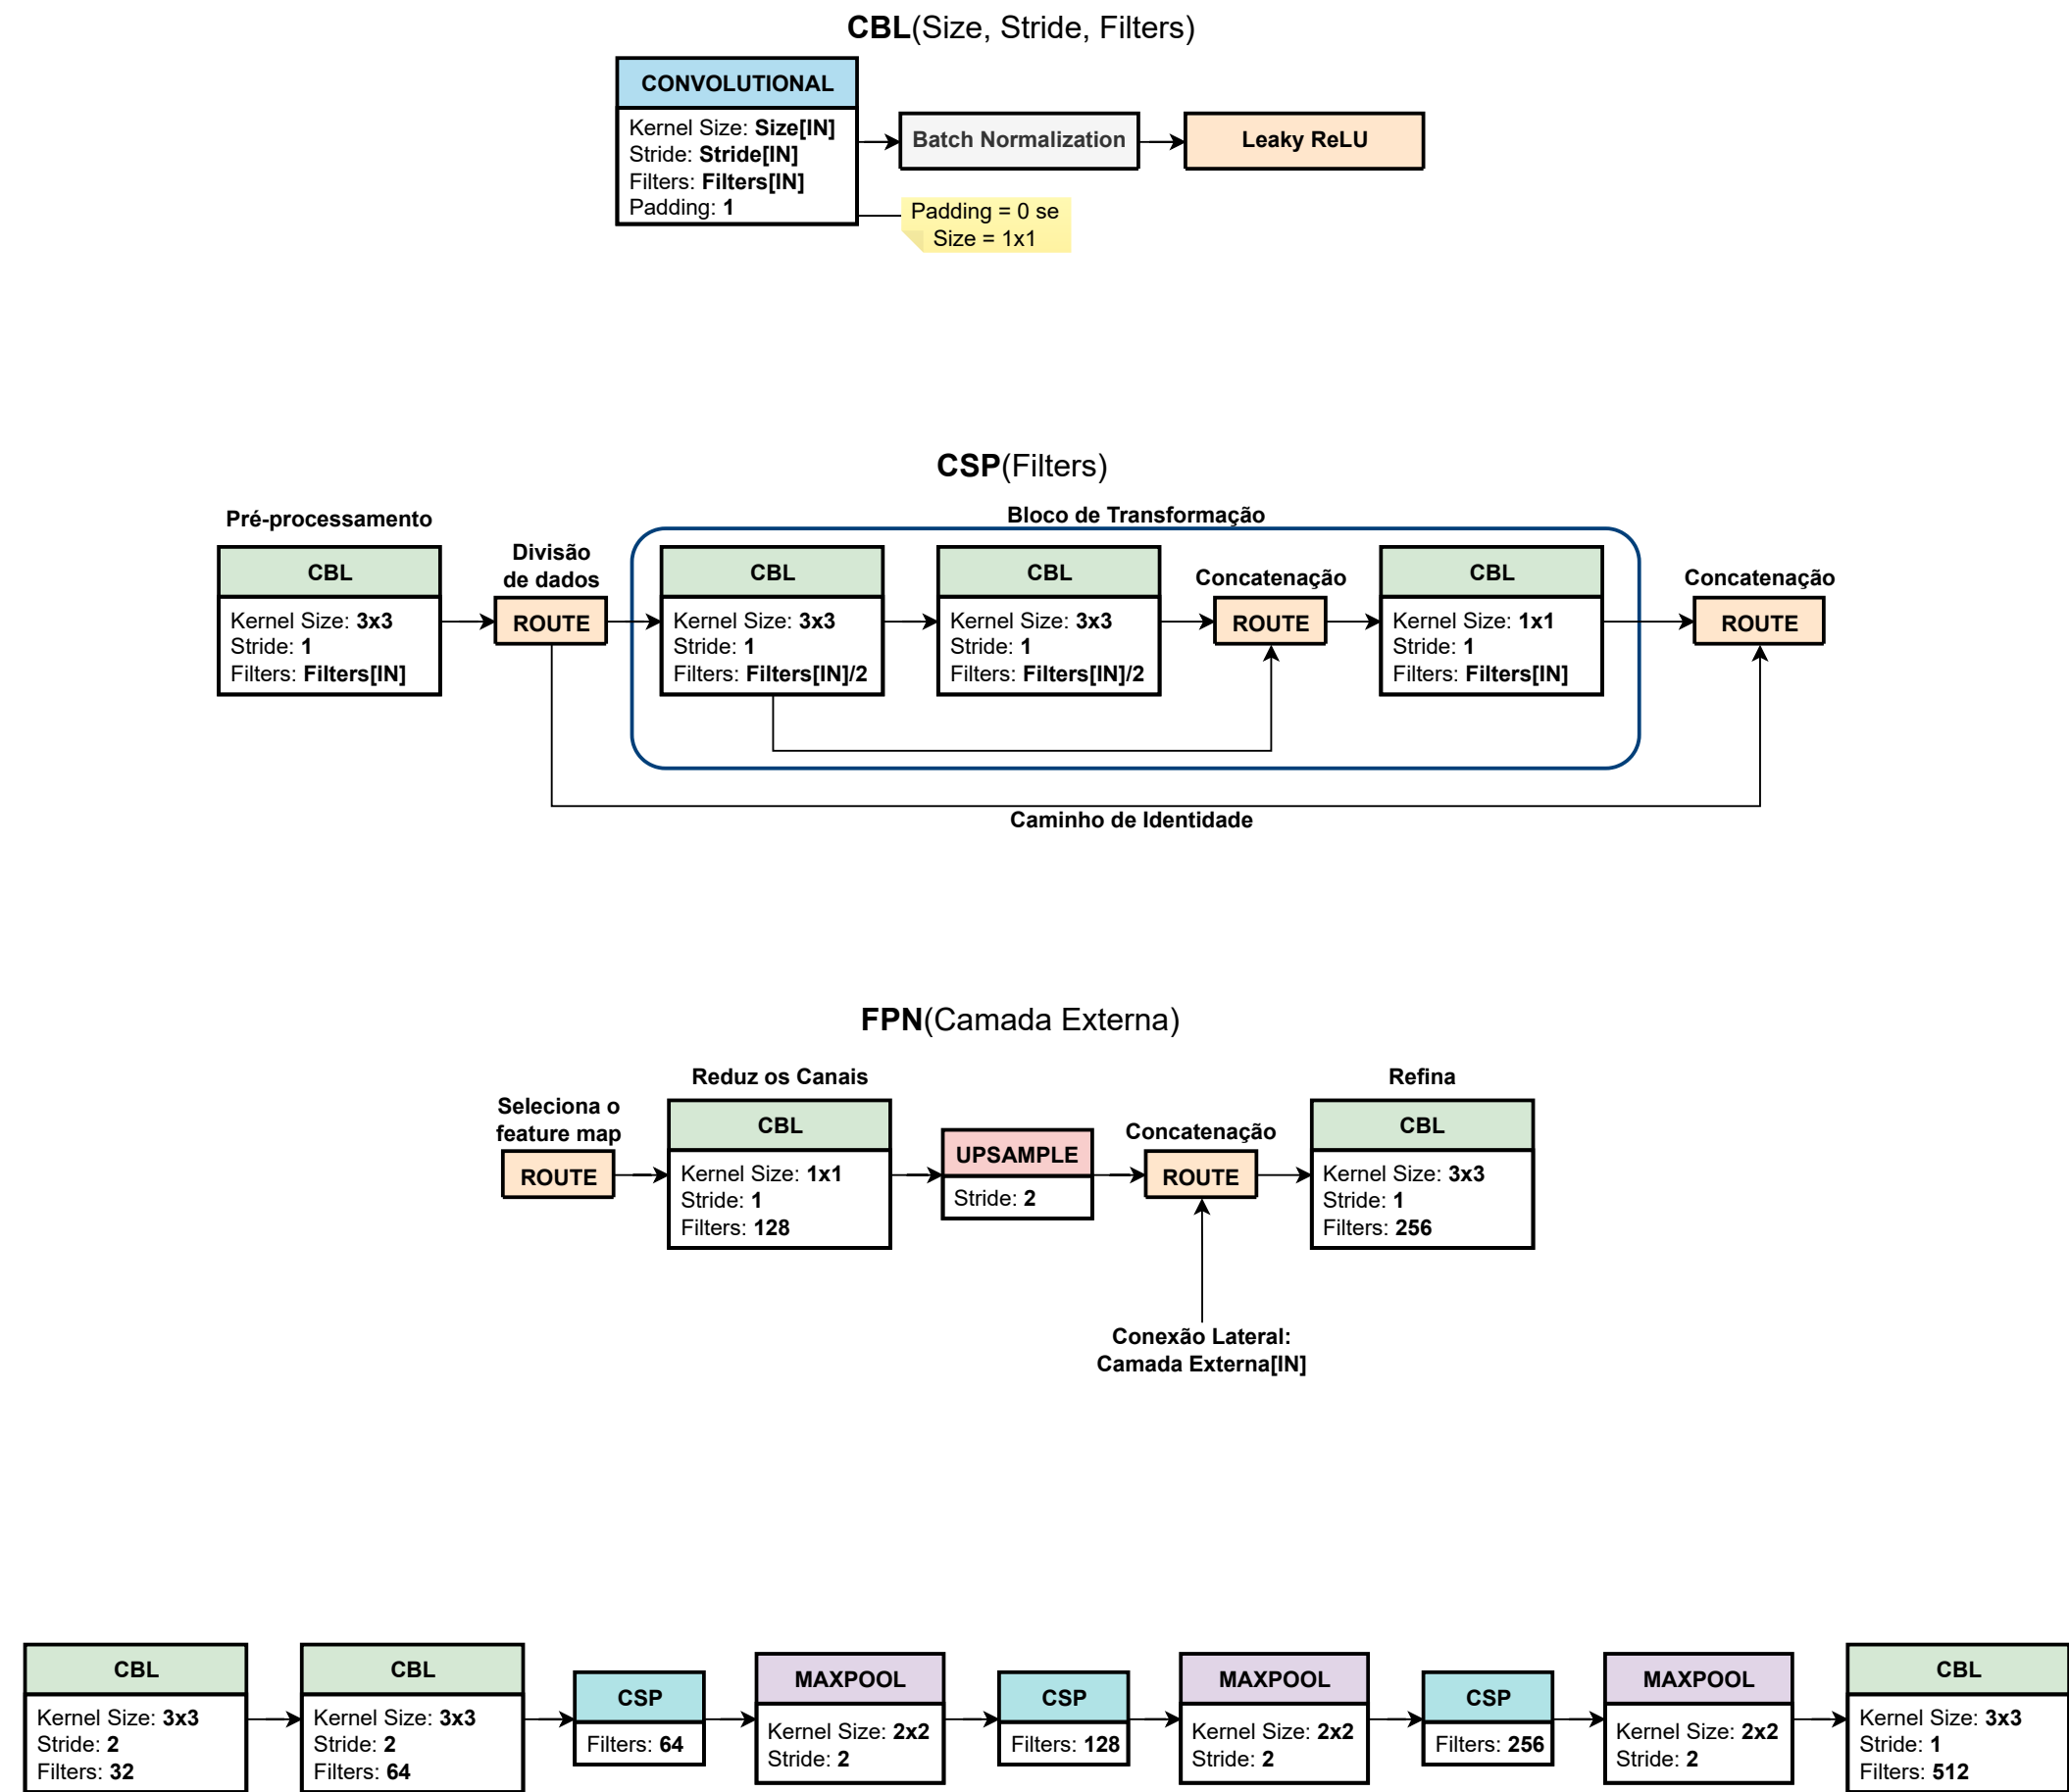 CBL(Size, Stride, Filters)
CONVOLUTIONAL
Kernel Size: Size[IN]
Stride: Stride[IN]
Filters: Filters[IN]
Padding: 1
Batch Normalization
Leaky ReLU
Padding = 0 se
Size = 1x1
CSP(Filters)
Pré-processamento
CBL
Kernel Size: 3x3
Stride: 1
Filters: Filters[IN]
Divisão
de dados
ROUTE
Bloco de Transformação
CBL
Kernel Size: 3x3
Stride: 1
Filters: Filters[IN]/2
CBL
Kernel Size: 3x3
Stride: 1
Filters: Filters[IN]/2
Concatenação
ROUTE
CBL
Kernel Size: 1x1
Stride: 1
Filters: Filters[IN]
Concatenação
ROUTE
Caminho de Identidade
FPN(Camada Externa)
Seleciona o
feature map
ROUTE
Reduz os Canais
CBL
Kernel Size: 1x1
Stride: 1
Filters: 128
UPSAMPLE
Stride: 2
Concatenação
ROUTE
Refina
CBL
Kernel Size: 3x3
Stride: 1
Filters: 256
Conexão Lateral:
Camada Externa[IN]
CBL
Kernel Size: 3x3
Stride: 2
Filters: 32
CBL
Kernel Size: 3x3
Stride: 2
Filters: 64
CSP
Filters: 64
MAXPOOL
Kernel Size: 2x2
Stride: 2
CSP
Filters: 128
MAXPOOL
Kernel Size: 2x2
Stride: 2
CSP
Filters: 256
MAXPOOL
Kernel Size: 2x2
Stride: 2
CBL
Kernel Size: 3x3
Stride: 1
Filters: 512